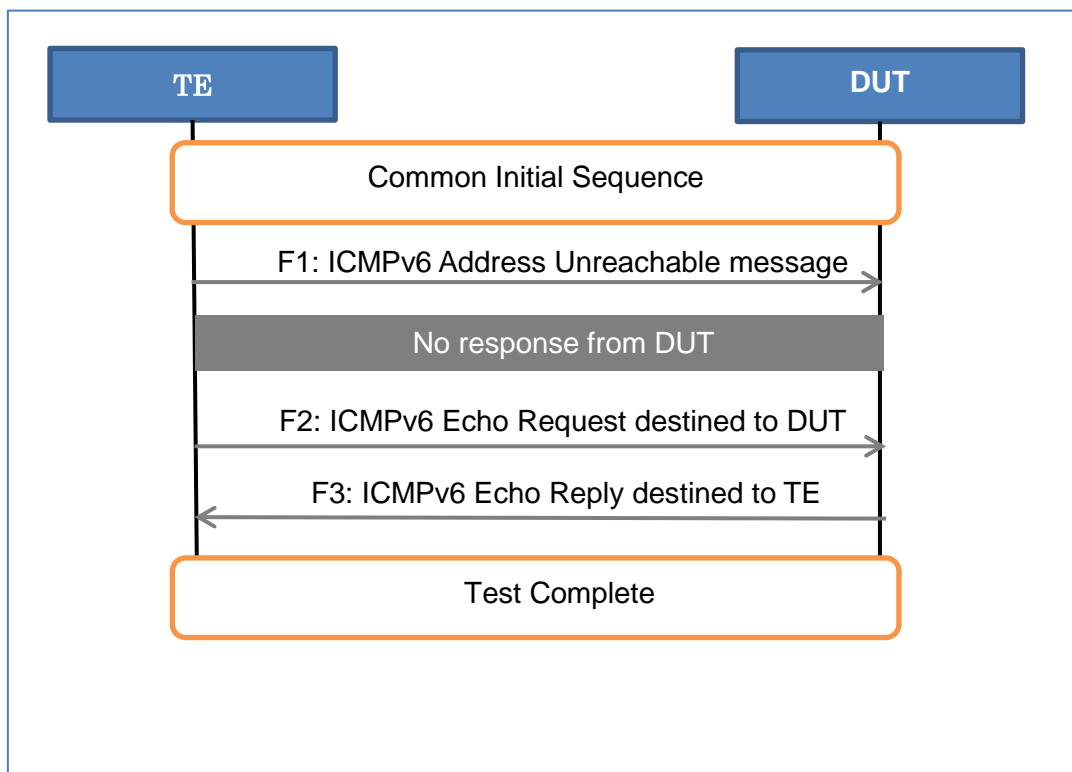 TE
DUT
Common Initial Sequence
F1: ICMPv6 Address Unreachable message
No response from DUT
F2: ICMPv6 Echo Request destined to DUT
F3: ICMPv6 Echo Reply destined to TE
Test Complete